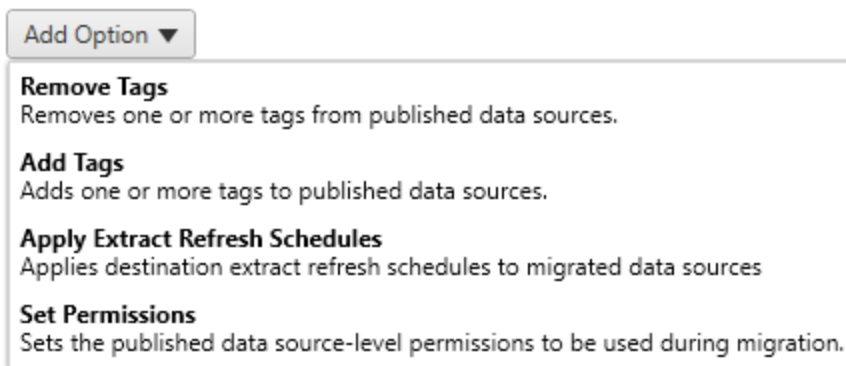 Add Option ▼
Remove Tags
Removes one or more tags from published data sources.
Add Tags
Adds one or more tags to published data sources.
Apply Extract Refresh Schedules
Applies destination extract refresh schedules to migrated data sources
Set Permissions
Sets the published data source-level permissions to be used during migration.